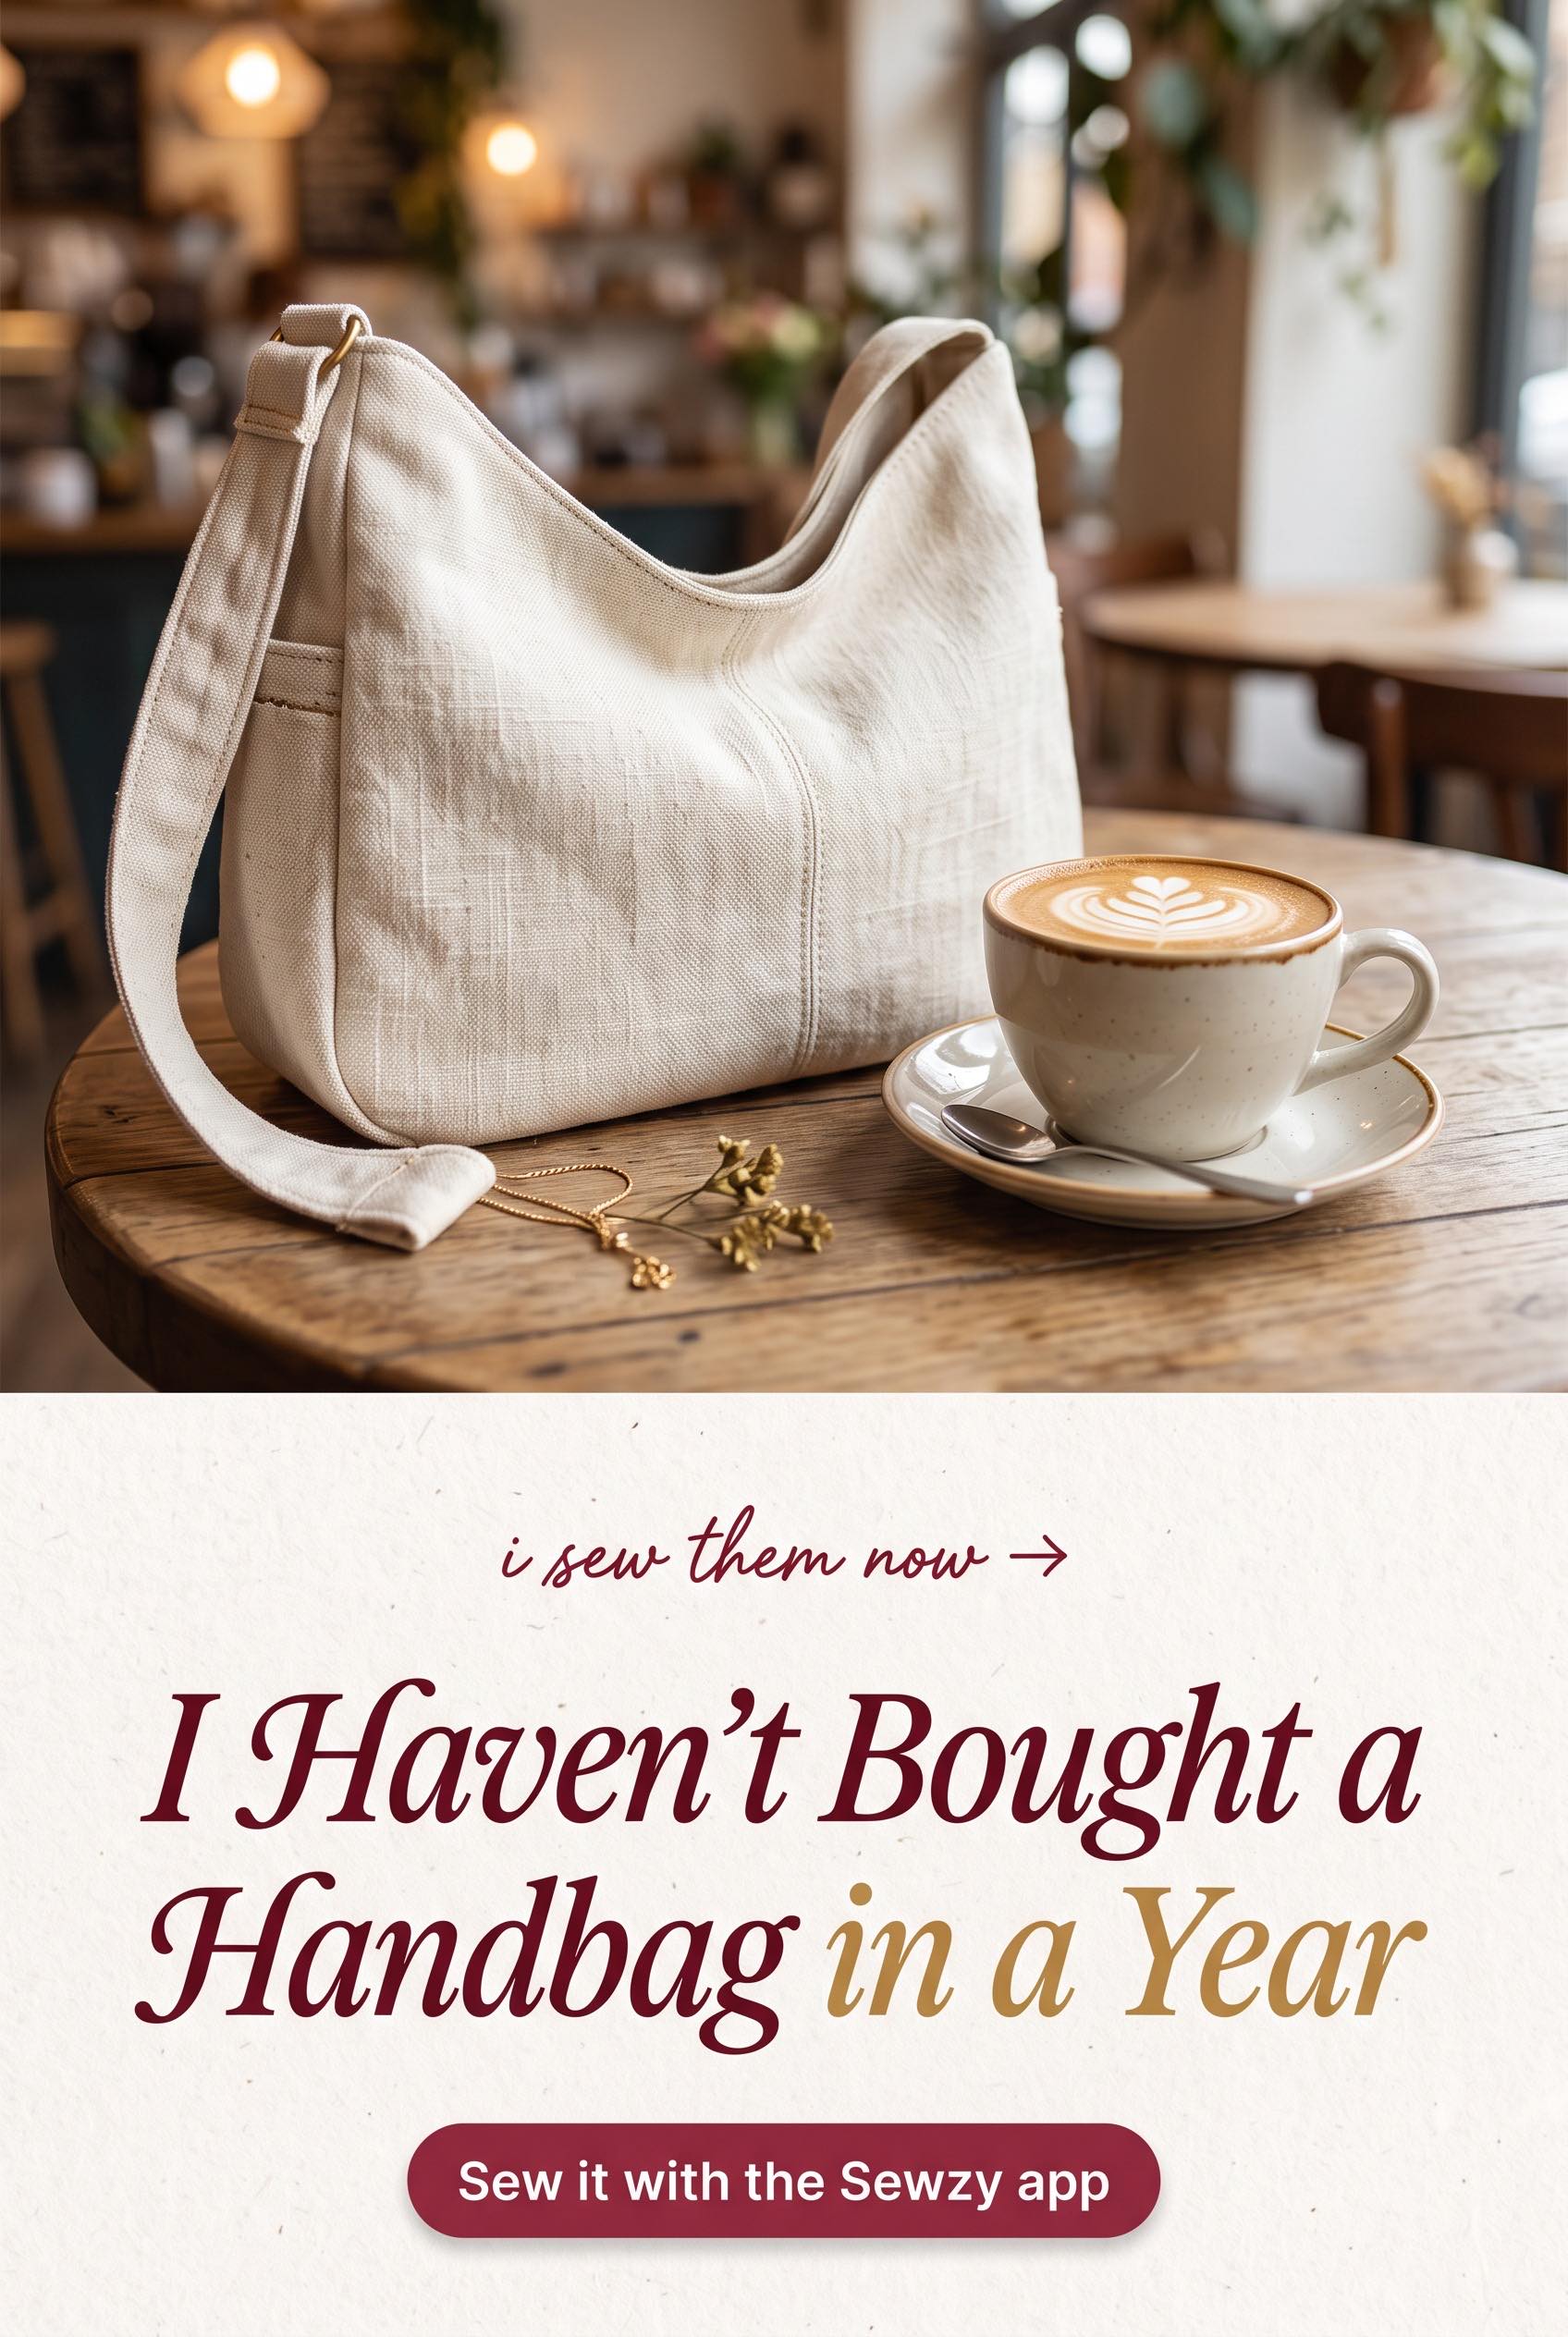 i sew them now →
I Haven’t Bought a
Handbag in a Year
Sew it with the Sewzy app